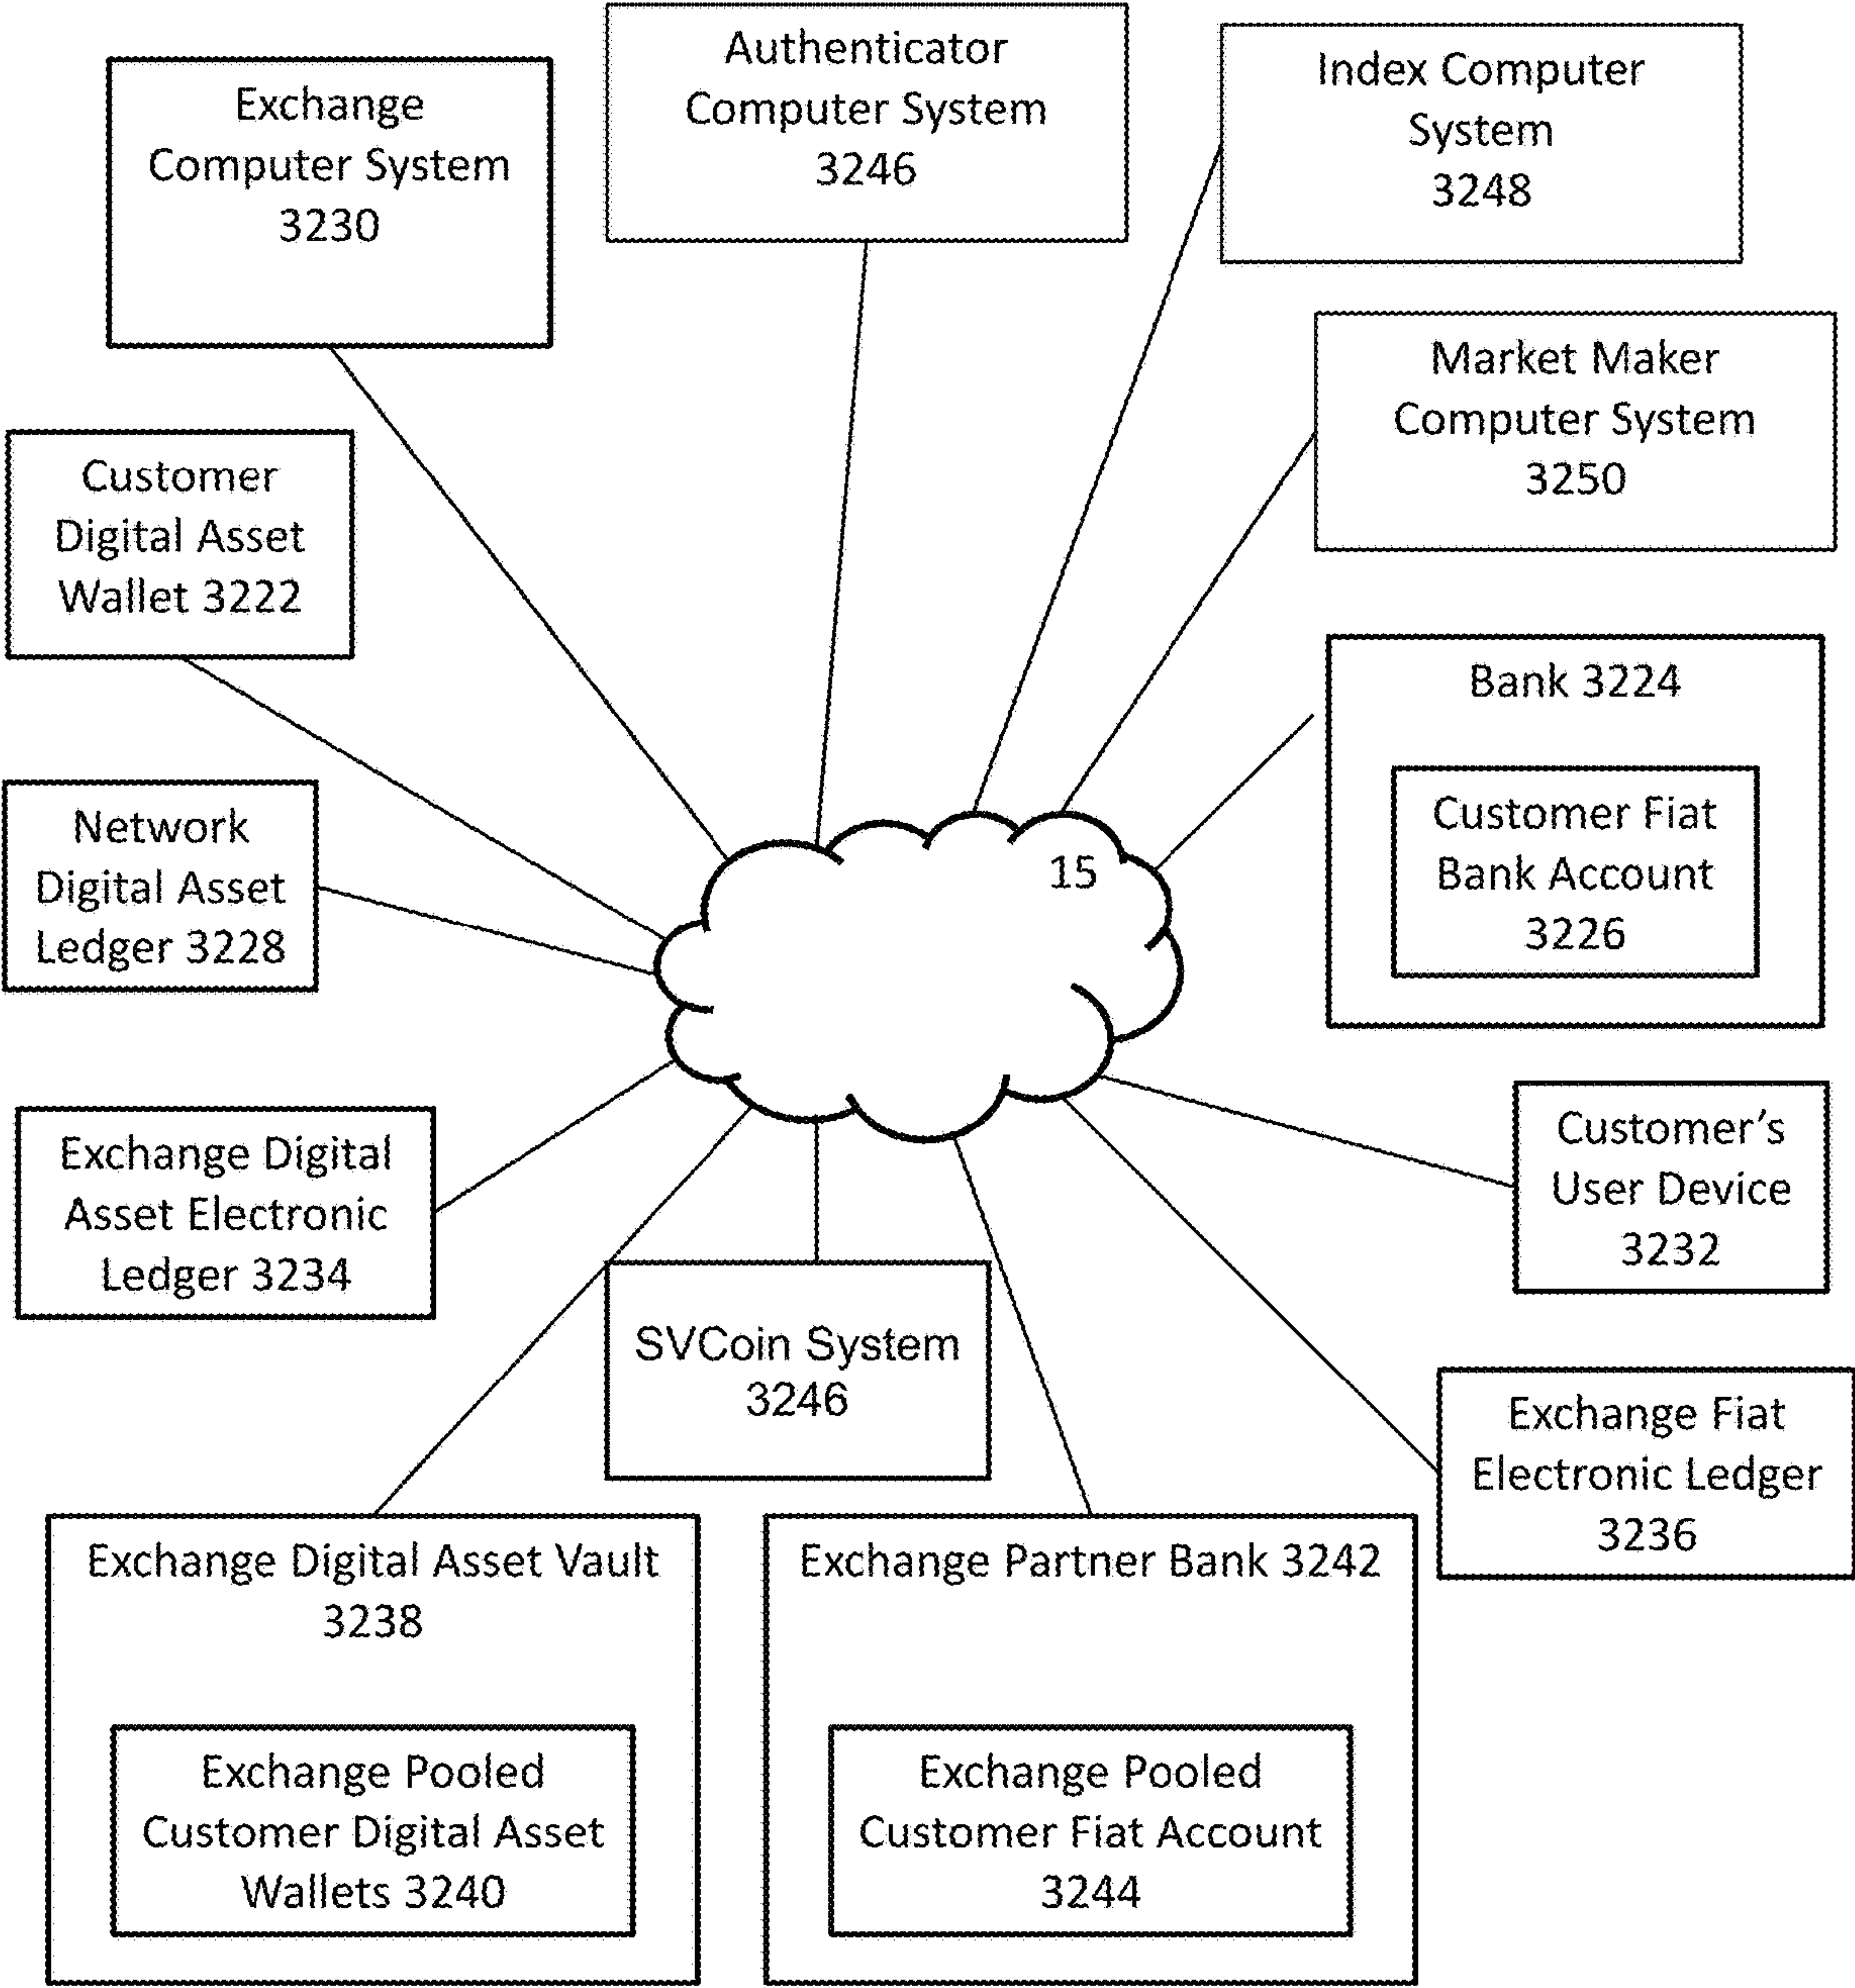 Exchange
Computer System
3230
Authenticator
Computer System
3246
Index Computer
System
3248
Market Maker
Computer System
3250
Customer
Digital Asset
Wallet 3222
Bank 3224
Customer Fiat
Bank Account
3226
Network
Digital Asset
Ledger 3228
15
Customer’s
User Device
3232
Exchange Digital
Asset Electronic
Ledger 3234
SVCoin System
3246
Exchange Fiat
Electronic Ledger
3236
Exchange Digital Asset Vault
3238
Exchange Pooled
Customer Digital Asset
Wallets 3240
Exchange Partner Bank 3242
Exchange Pooled
Customer Fiat Account
3244